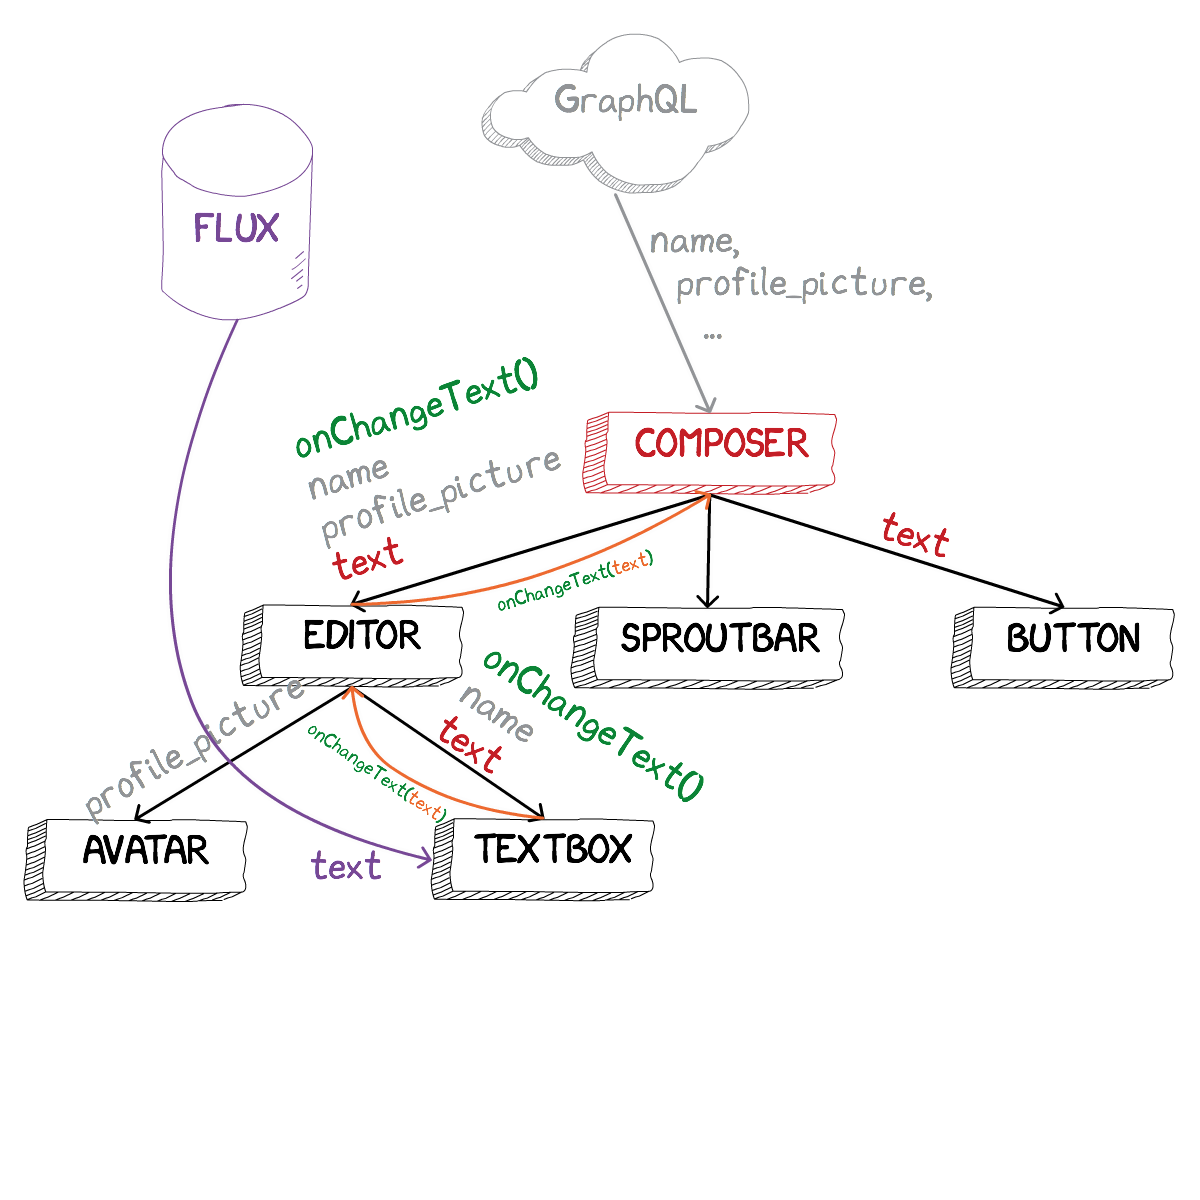 GraphQL
FLUX
name,
profile_picture,
...
onChangeText()
name
profile_picture
text
COMPOSER
text
onChangeText(text)
EDITOR
SPROUTBAR
BUTTON
profile_picture
onChangeText()
name
text
onChangeText(text)
AVATAR
TEXTBOX
text